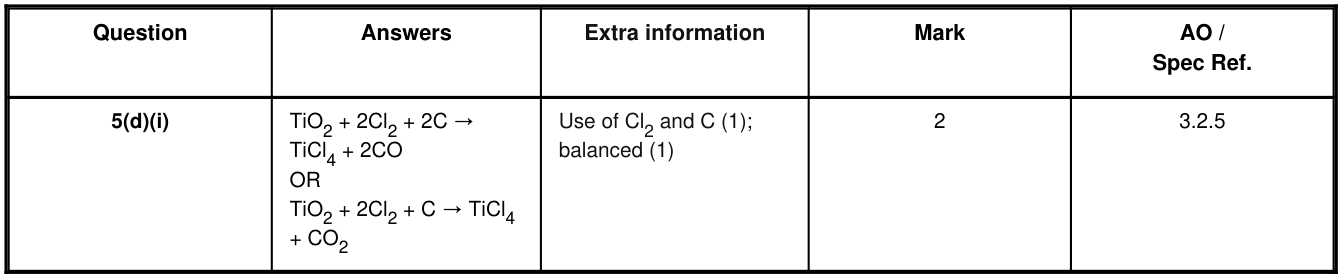 Question Answers Extra information Mark AO /
Spec Ref.
5(d)(i) TiO₂ + 2Cl₂ + 2C → Use of Cl₂ and C (1); 2 3.2.5
TiCl₄ + 2CO balanced (1)
OR
TiO₂ + 2Cl₂ + C → TiCl₄
+ CO₂